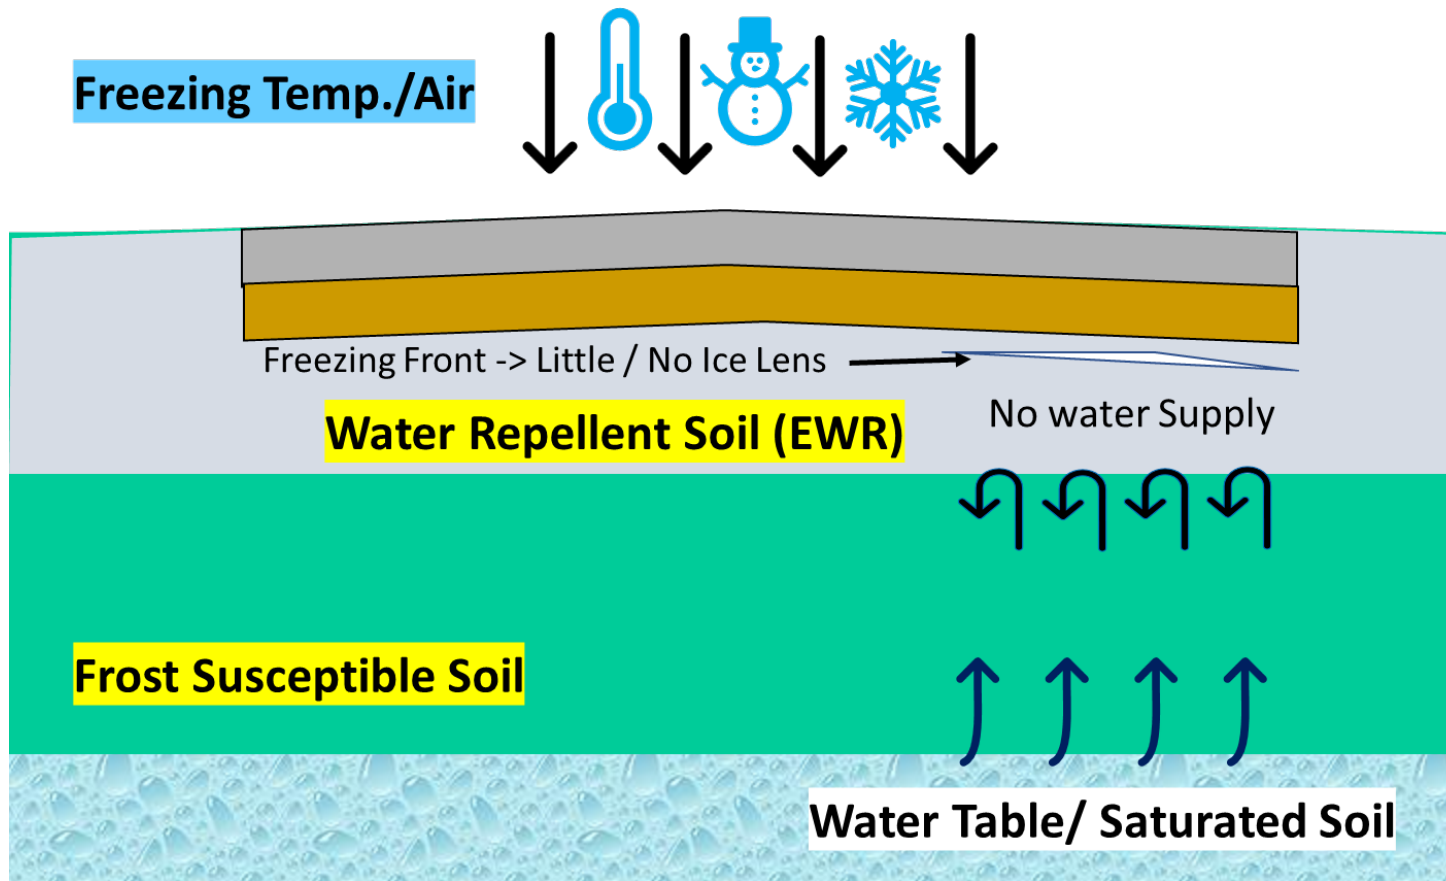 Freezing Temp./Air
Freezing Front -> Little / No Ice Lens
No water Supply
Water Repellent Soil (EWR)
Frost Susceptible Soil
Water Table/ Saturated Soil